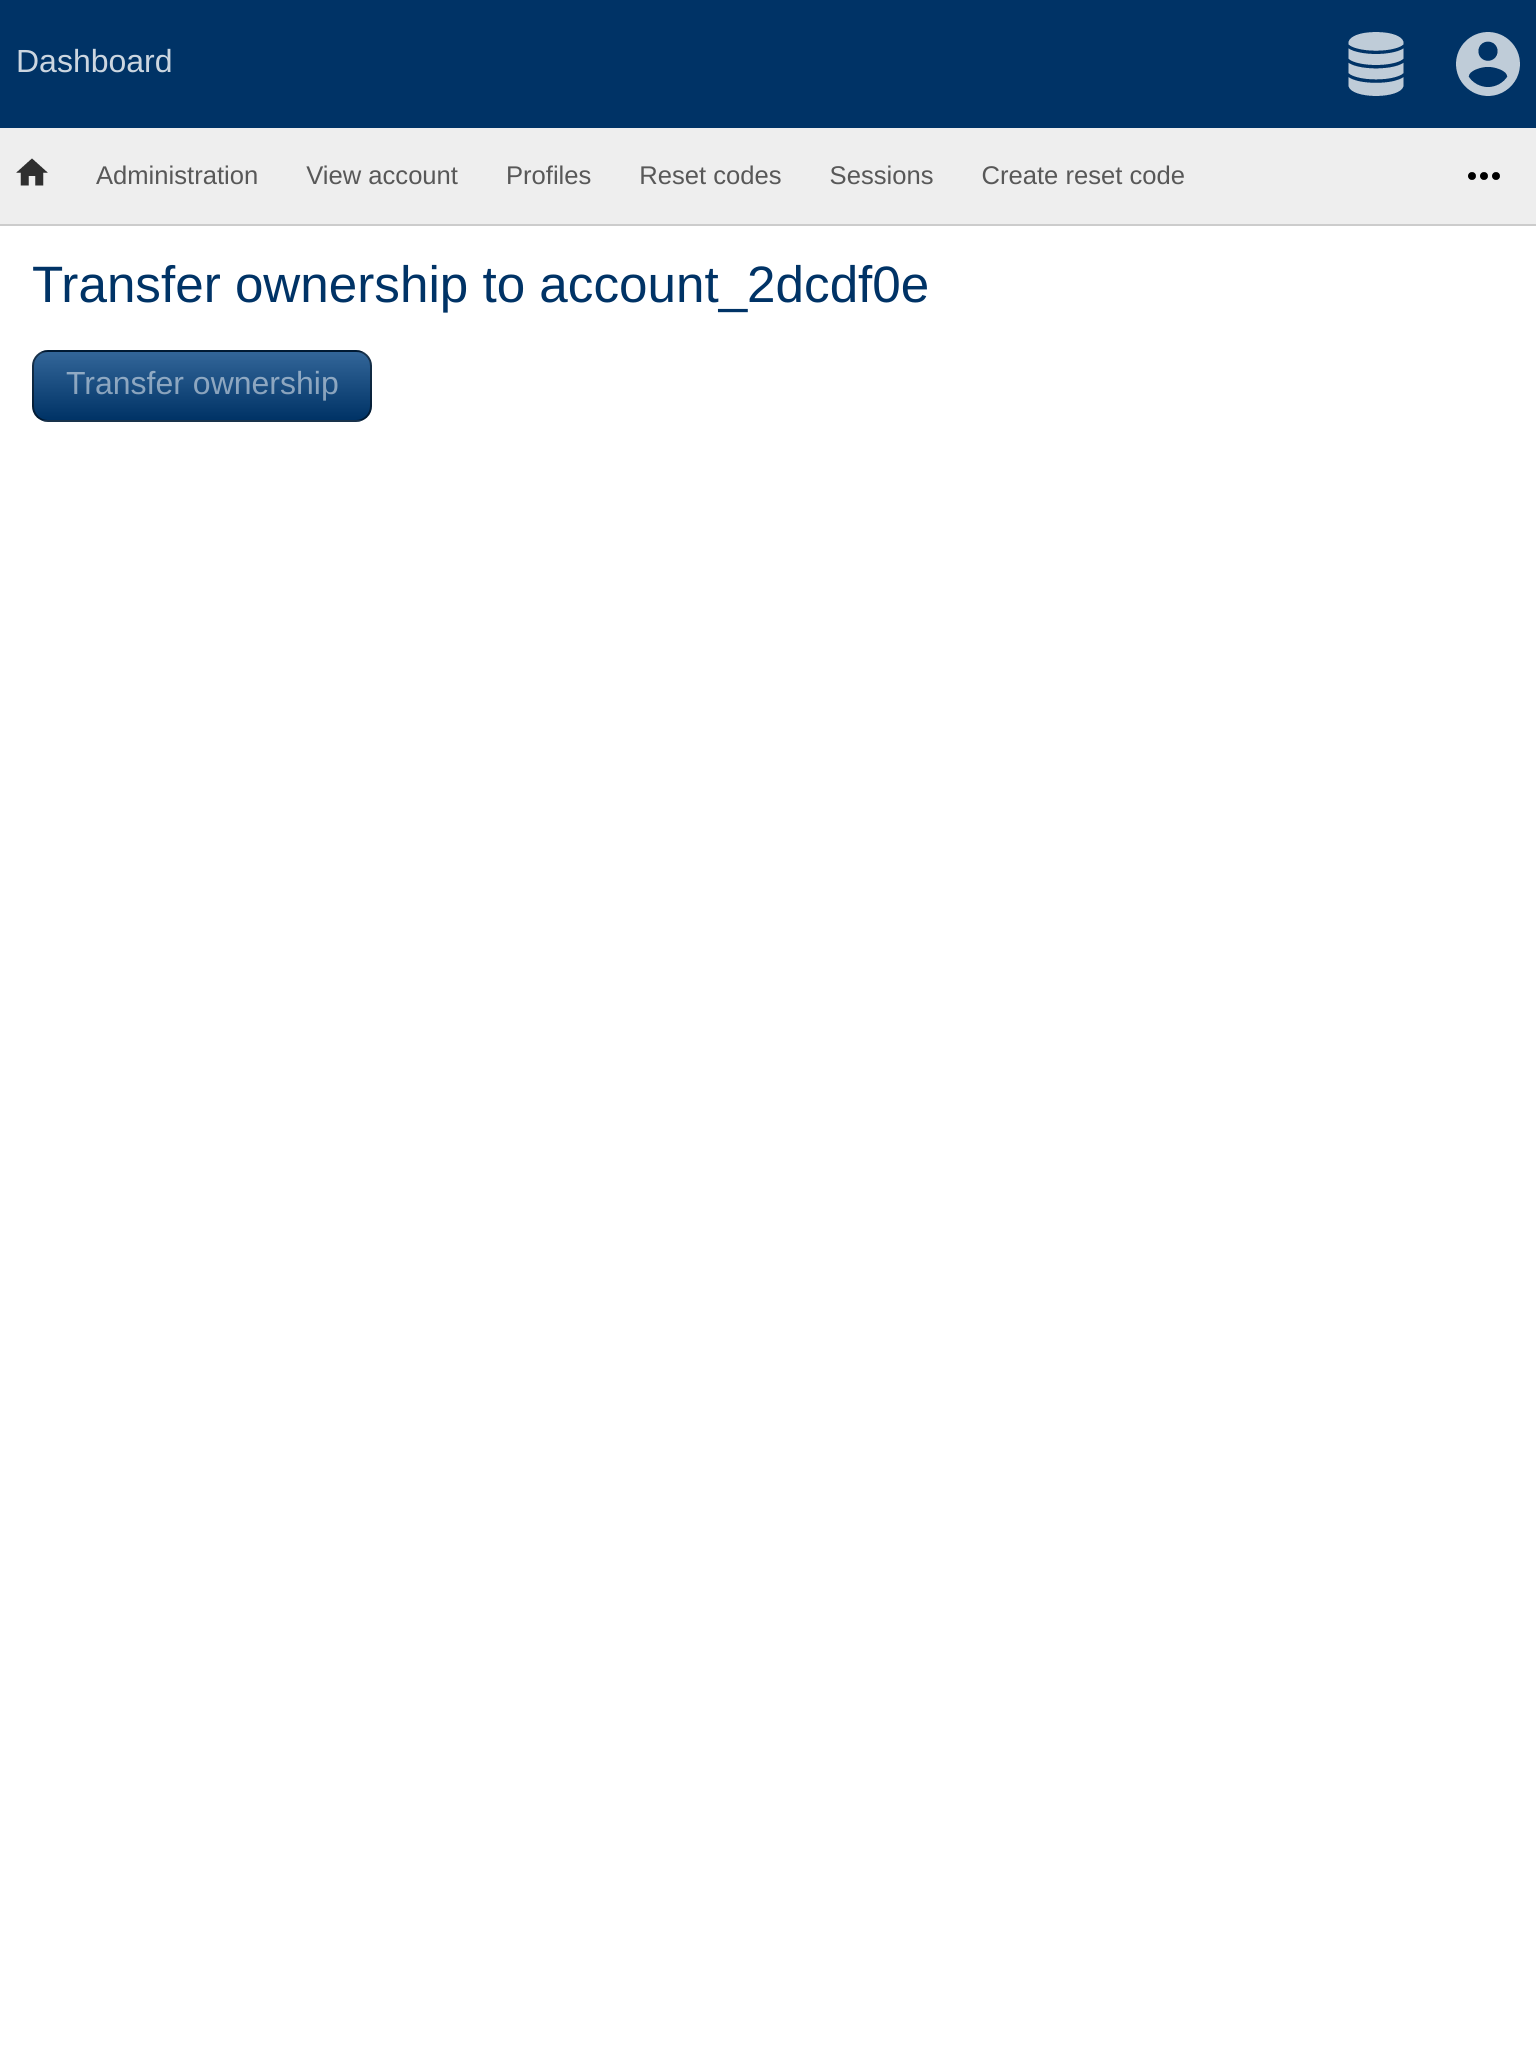 Dashboard
Administration View account Profiles Reset codes Sessions Create reset code
Transfer ownership to account_2dcdf0e
Transfer ownership